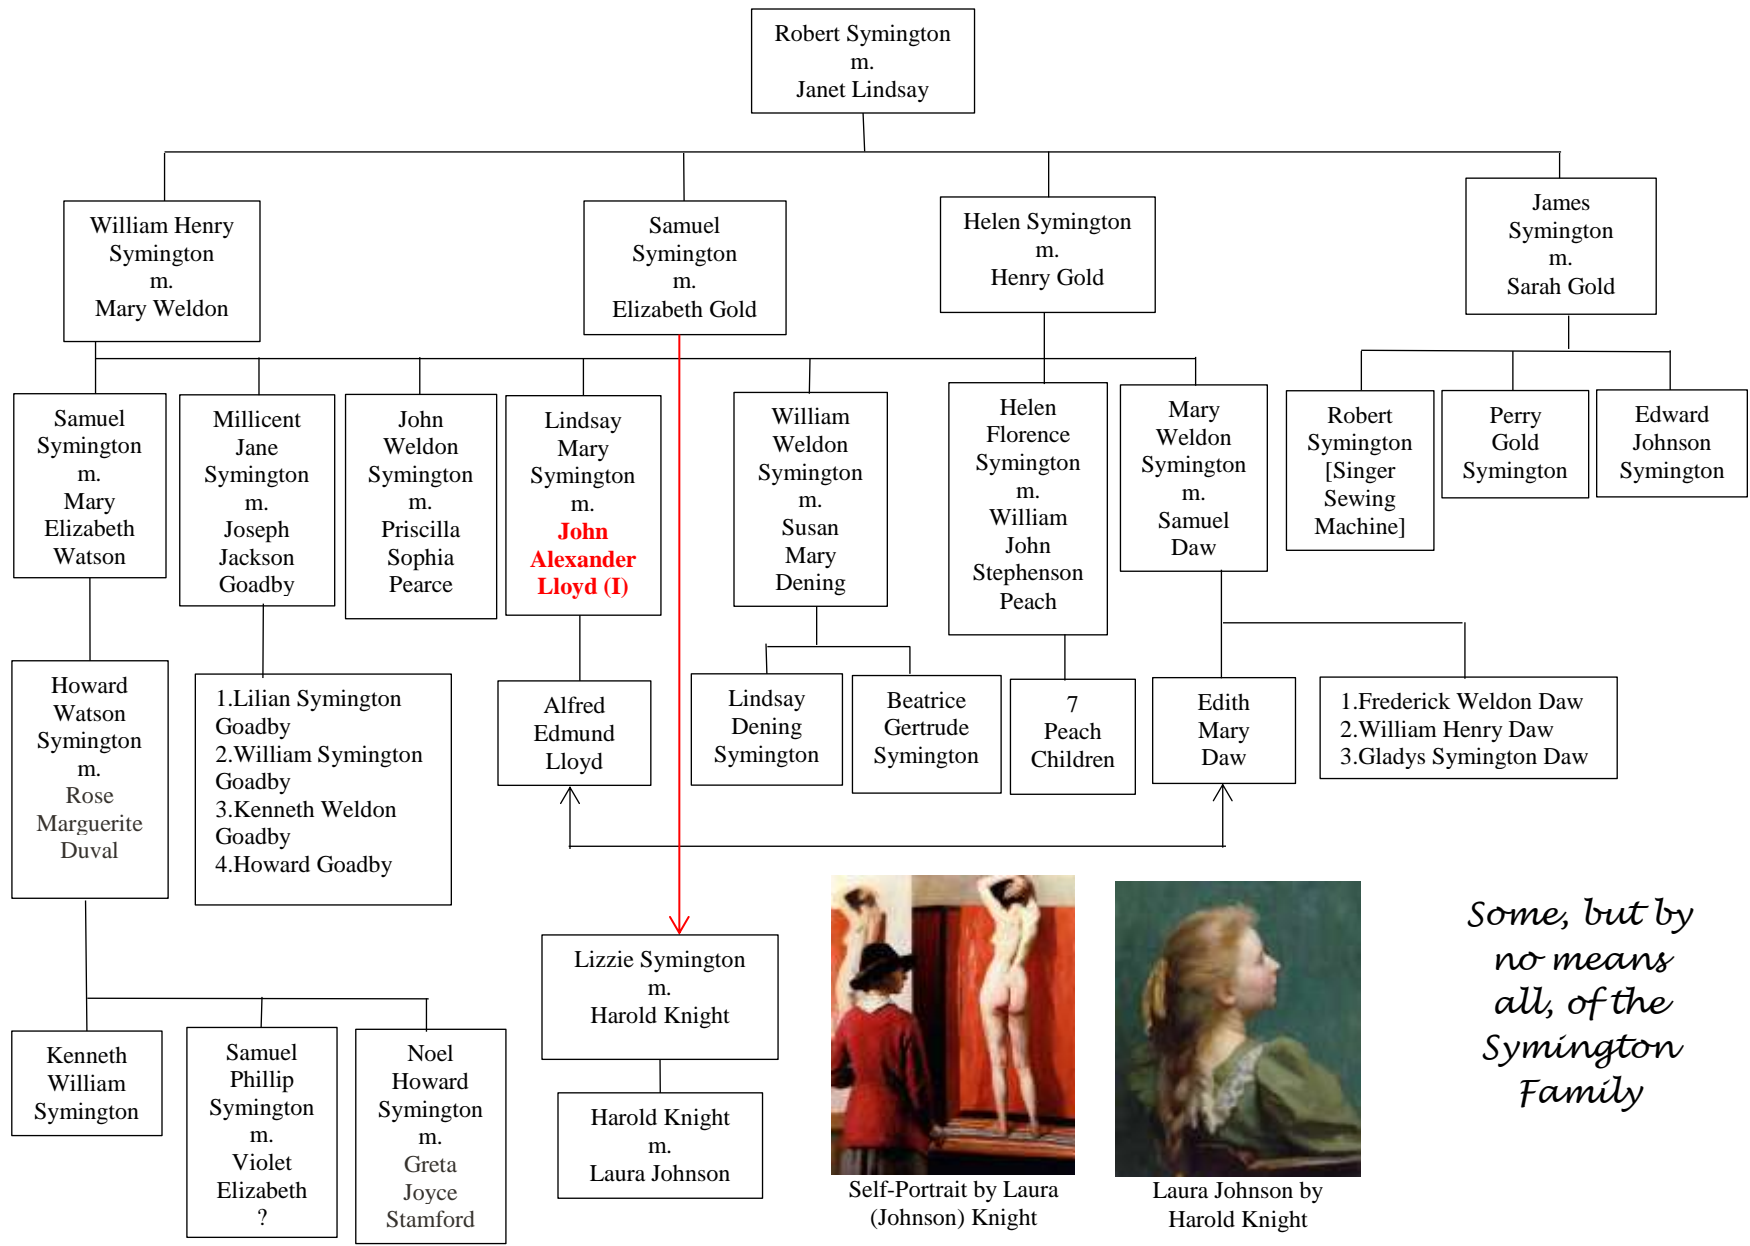 Robert Symington
m.
Janet Lindsay
William Henry
Symington
m.
Mary Weldon
Samuel
Symington
m.
Elizabeth Gold
Helen Symington
m.
Henry Gold
James
Symington
m.
Sarah Gold
Samuel
Symington
m.
Mary
Elizabeth
Watson
Millicent
Jane
Symington
m.
Joseph
Jackson
Goadby
John
Weldon
Symington
m.
Priscilla
Sophia
Pearce
Lindsay
Mary
Symington
m.
John
Alexander
Lloyd (I)
William
Weldon
Symington
m.
Susan
Mary
Dening
Helen
Florence
Symington
m.
William
John
Stephenson
Peach
Mary
Weldon
Symington
m.
Samuel
Daw
Robert
Symington
[Singer
Sewing
Machine]
Perry
Gold
Symington
Edward
Johnson
Symington
Howard
Watson
Symington
m.
Rose
Marguerite
Duval
1.Lilian Symington
Goadby
2.William Symington
Goadby
3.Kenneth Weldon
Goadby
4.Howard Goadby
Alfred
Edmund
Lloyd
Lindsay
Dening
Symington
Beatrice
Gertrude
Symington
7
Peach
Children
Edith
Mary
Daw
1.Frederick Weldon Daw
2.William Henry Daw
3.Gladys Symington Daw
Lizzie Symington
m.
Harold Knight
Some, but by
no means
all, of the
Symington
Family
Kenneth
William
Symington
Samuel
Phillip
Symington
m.
Violet
Elizabeth
?
Noel
Howard
Symington
m.
Greta
Joyce
Stamford
Harold Knight
m.
Laura Johnson
Self-Portrait by Laura
(Johnson) Knight
Laura Johnson by
Harold Knight